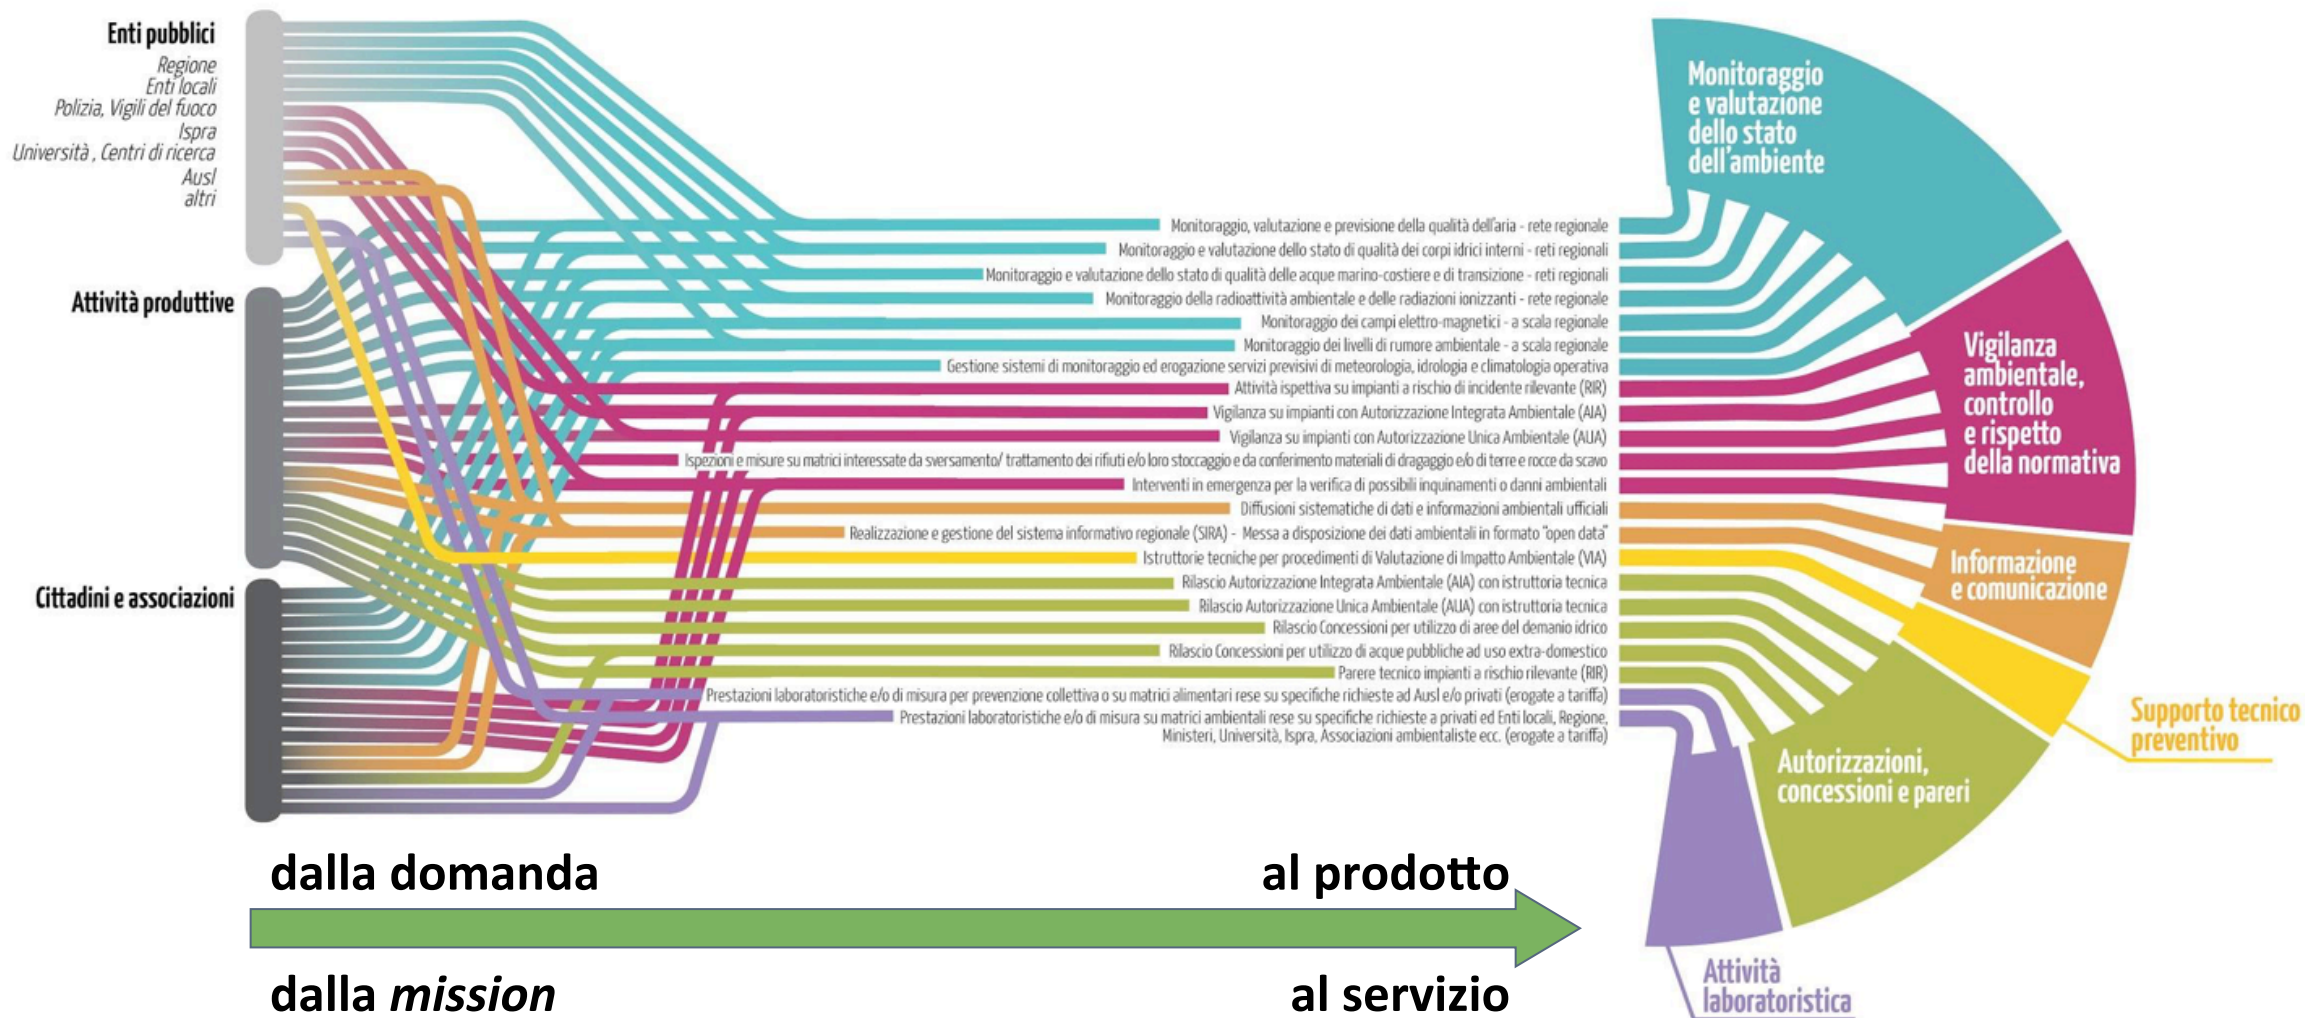 Enti pubblici
Regione
Enti locali
Polizia, Vigili del fuoco
Ispra
Università , Centri di ricerca
Ausl
altri
Attività produttive
Cittadini e associazioni
Monitoraggio, valutazione e previsione della qualità dell'aria - rete regionale
Monitoraggio e valutazione dello stato di qualità dei corpi idrici interni - reti regionali
Monitoraggio e valutazione dello stato di qualità delle acque marino-costiere e di transizione - reti regionali
Monitoraggio della radioattività ambientale e delle radiazioni ionizzanti - rete regionale
Monitoraggio dei campi elettro-magnetici - a scala regionale
Monitoraggio dei livelli di rumore ambientale - a scala regionale
Gestione sistemi di monitoraggio ed erogazione servizi previsivi di meteorologia, idrologia e climatologia operativa
Attività ispettiva su impianti a rischio di incidente rilevante (RIR)
Vigilanza su impianti con Autorizzazione Integrata Ambientale (AIA)
Vigilanza su impianti con Autorizzazione Unica Ambientale (AUA)
Ispezioni e misure su matrici interessate da sversamento/ trattamento dei rifiuti e/o loro stoccaggio e da conferimento materiali di dragaggio e/o di terre e rocce da scavo
Interventi in emergenza per la verifica di possibili inquinamenti o danni ambientali
Diffusioni sistematiche di dati e informazioni ambientali ufficiali
Realizzazione e gestione del sistema informativo regionale (SIRA) - Messa a disposizione dei dati ambientali in formato "open data"
Istruttorie tecniche per procedimenti di Valutazione di Impatto Ambientale (VIA)
Rilascio Autorizzazione Integrata Ambientale (AIA) con istruttoria tecnica
Rilascio Autorizzazione Unica Ambientale (AUA) con istruttoria tecnica
Rilascio Concessioni per utilizzo di aree del demanio idrico
Rilascio Concessioni per utilizzo di acque pubbliche ad uso extra-domestico
Parere tecnico impianti a rischio rilevante (RIR)
Prestazioni laboratoristiche e/o di misura per prevenzione collettiva o su matrici alimentari rese su specifiche richieste ad Ausl e/o privati (erogate a tariffa)
Prestazioni laboratoristiche e/o di misura su matrici ambientali rese su specifiche richieste a privati ed Enti locali, Regione,
Ministeri, Università, Ispra, Associazioni ambientaliste ecc. (erogate a tariffa)
Monitoraggio
e valutazione
dello stato
dell'ambiente
Vigilanza
ambientale,
controllo
e rispetto
della normativa
Informazione
e comunicazione
Supporto tecnico
preventivo
Autorizzazioni,
concessioni e pareri
Attività
laboratoristica
dalla domanda
al prodotto
dalla mission
al servizio